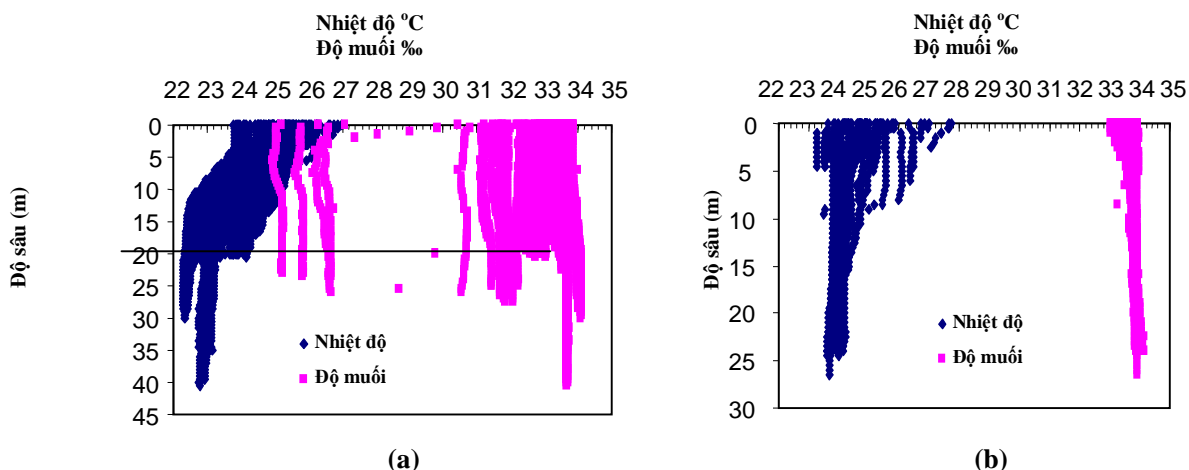 Nhiệt độ °C
Độ muối ‰
22 23 24 25 26 27 28 29 30 31 32 33 34 35
0
5
10
15
20
25
30
35
40
45
Độ sâu (m)
Nhiệt độ
Độ muối
(a)
Nhiệt độ °C
Độ muối ‰
22 23 24 25 26 27 28 29 30 31 32 33 34 35
0
5
10
15
20
25
30
Độ sâu (m)
Nhiệt độ
Độ muối
(b)